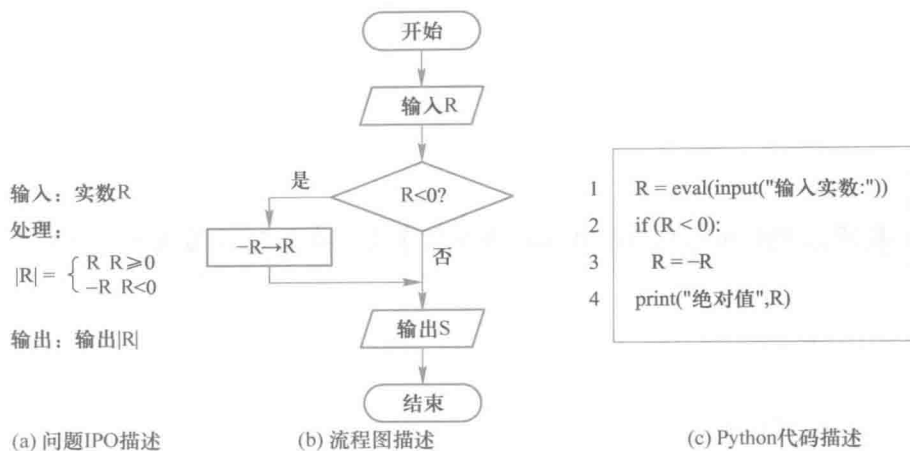 输入：实数R
处理：
|R| = { R R≥0
-R R<0
输出：输出|R|
(a) 问题IPO描述
开始
输入R
R<0?
是
-R→R
否
输出S
结束
(b) 流程图描述
1 R = eval(input("输入实数:"))
2 if (R < 0):
3 R = -R
4 print("绝对值",R)
(c) Python代码描述